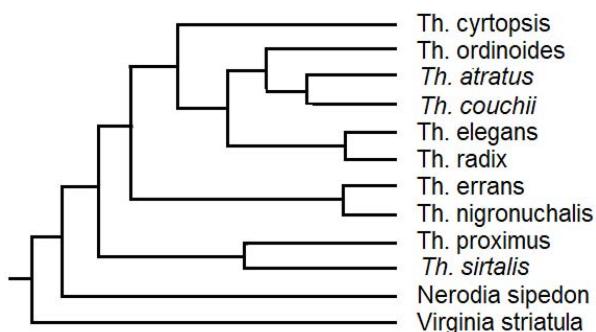 Th. cyrtopsis
Th. ordinoides
Th. atratus
Th. couchii
Th. elegans
Th. radix
Th. errans
Th. nigronuchalis
Th. proximus
Th. sirtalis
Nerodia sipedon
Virginia striatula